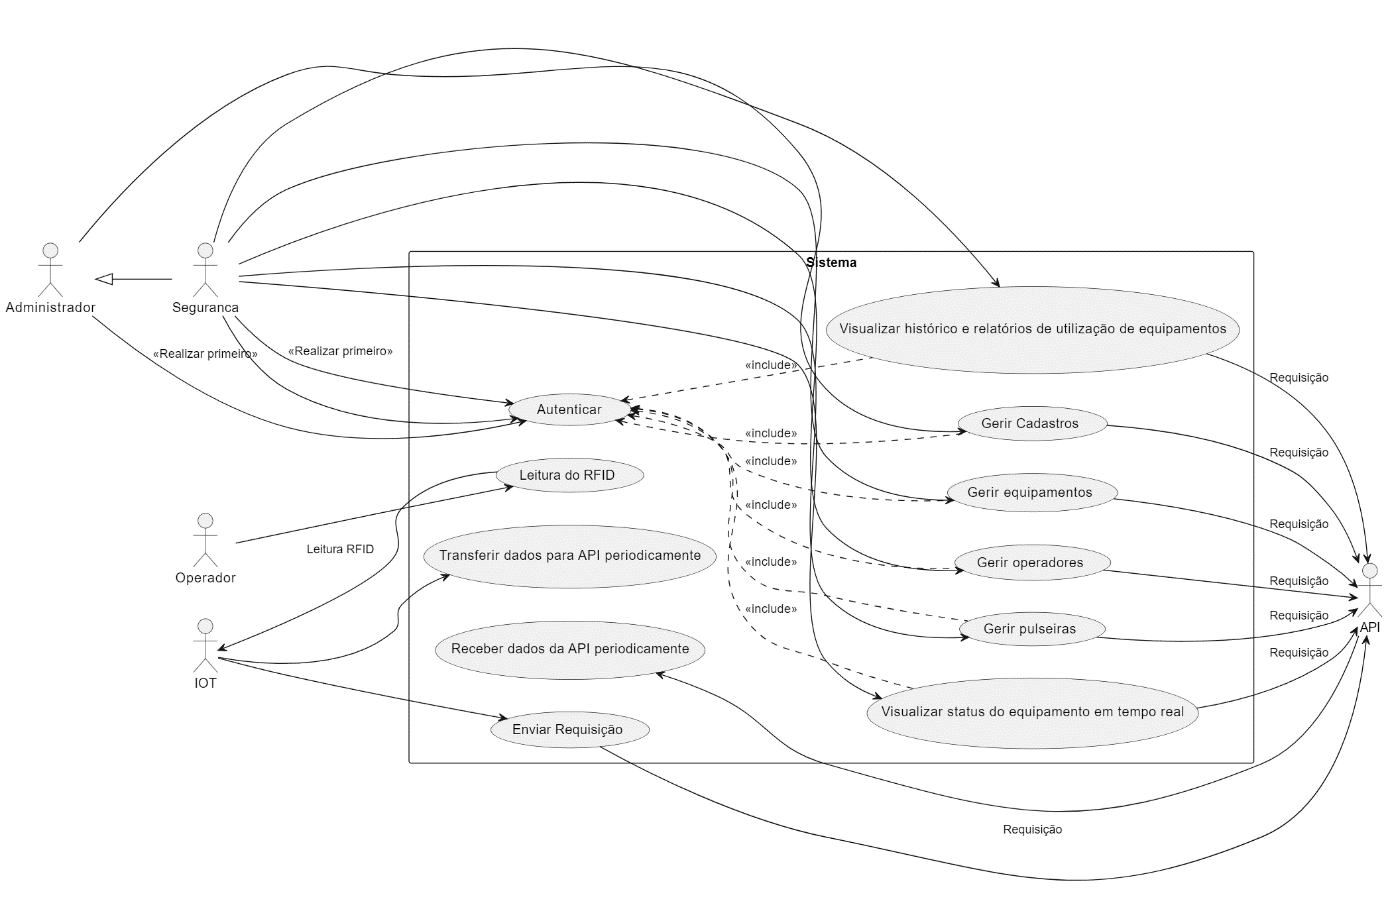 Sistema
Administrador
Seguranca
Visualizar histórico e relatórios de utilização de equipamentos
«Realizar primeiro»
«Realizar primeiro»
«include»
Requisição
Autenticar
Gerir Cadastros
«include»
Requisição
«include»
Leitura do RFID
Gerir equipamentos
«include»
Requisição
Operador
Leitura RFID
Transferir dados para API periodicamente
«include»
Gerir operadores
Requisição
«include»
Requisição
Gerir pulseiras
API
IOT
Receber dados da API periodicamente
Requisição
Visualizar status do equipamento em tempo real
Enviar Requisição
Requisição